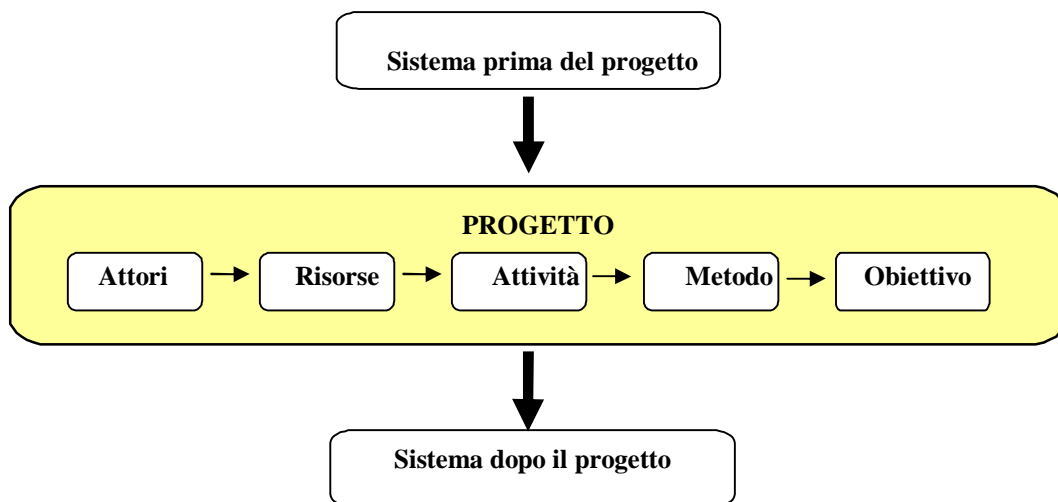 Sistema prima del progetto
PROGETTO
Attori
Risorse
Attività
Metodo
Obiettivo
Sistema dopo il progetto